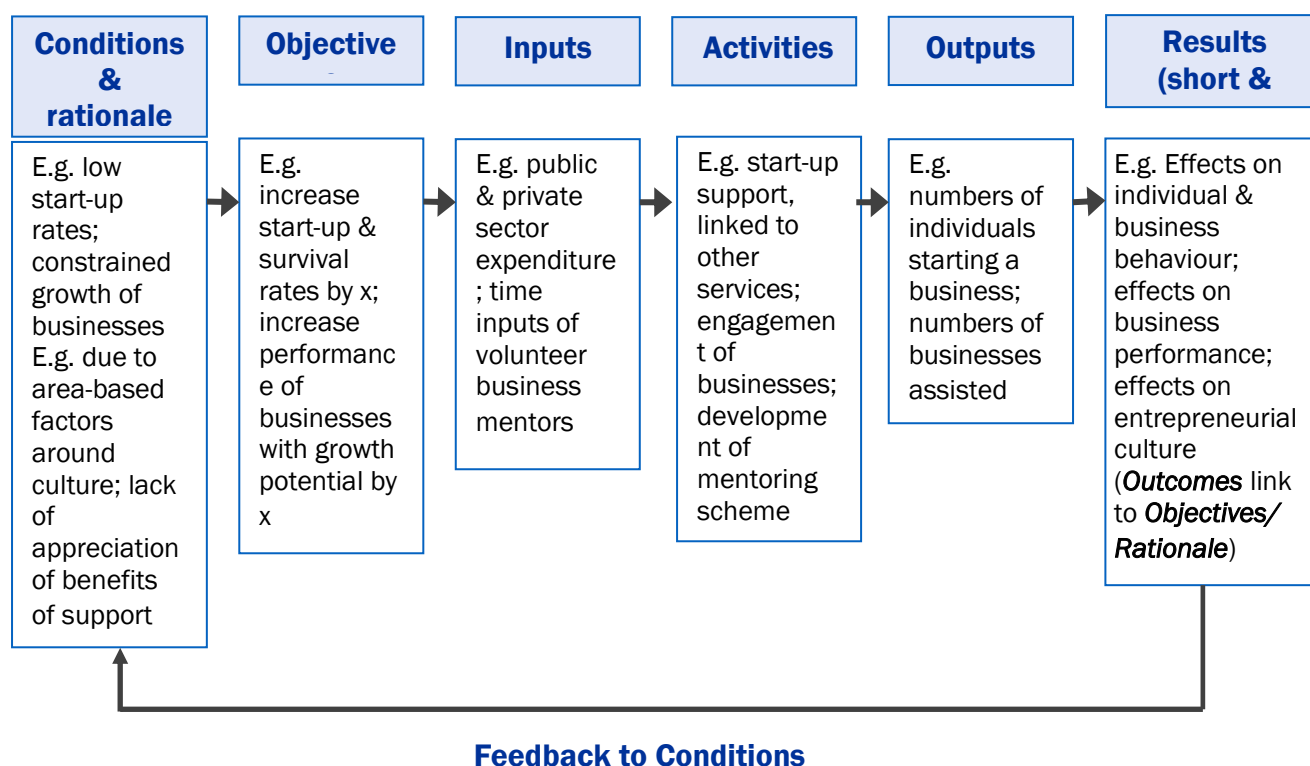 Conditions
&
rationale
Objective
Inputs
Activities
Outputs
Results
(short &
E.g. low
start-up
rates;
constrained
growth of
businesses
E.g. due to
area-based
factors
around
culture; lack
of
appreciation
of benefits
of support
E.g.
increase
start-up &
survival
rates by x;
increase
performanc
e of
businesses
with growth
potential by
x
E.g. public
& private
sector
expenditure
; time
inputs of
volunteer
business
mentors
E.g. start-up
support,
linked to
other
services;
engagemen
t of
businesses;
developme
nt of
mentoring
scheme
E.g.
numbers of
individuals
starting a
business;
numbers of
businesses
assisted
E.g. Effects on
individual &
business
behaviour;
effects on
business
performance;
effects on
entrepreneurial
culture
(Outcomes link
to Objectives/
Rationale)
Feedback to Conditions